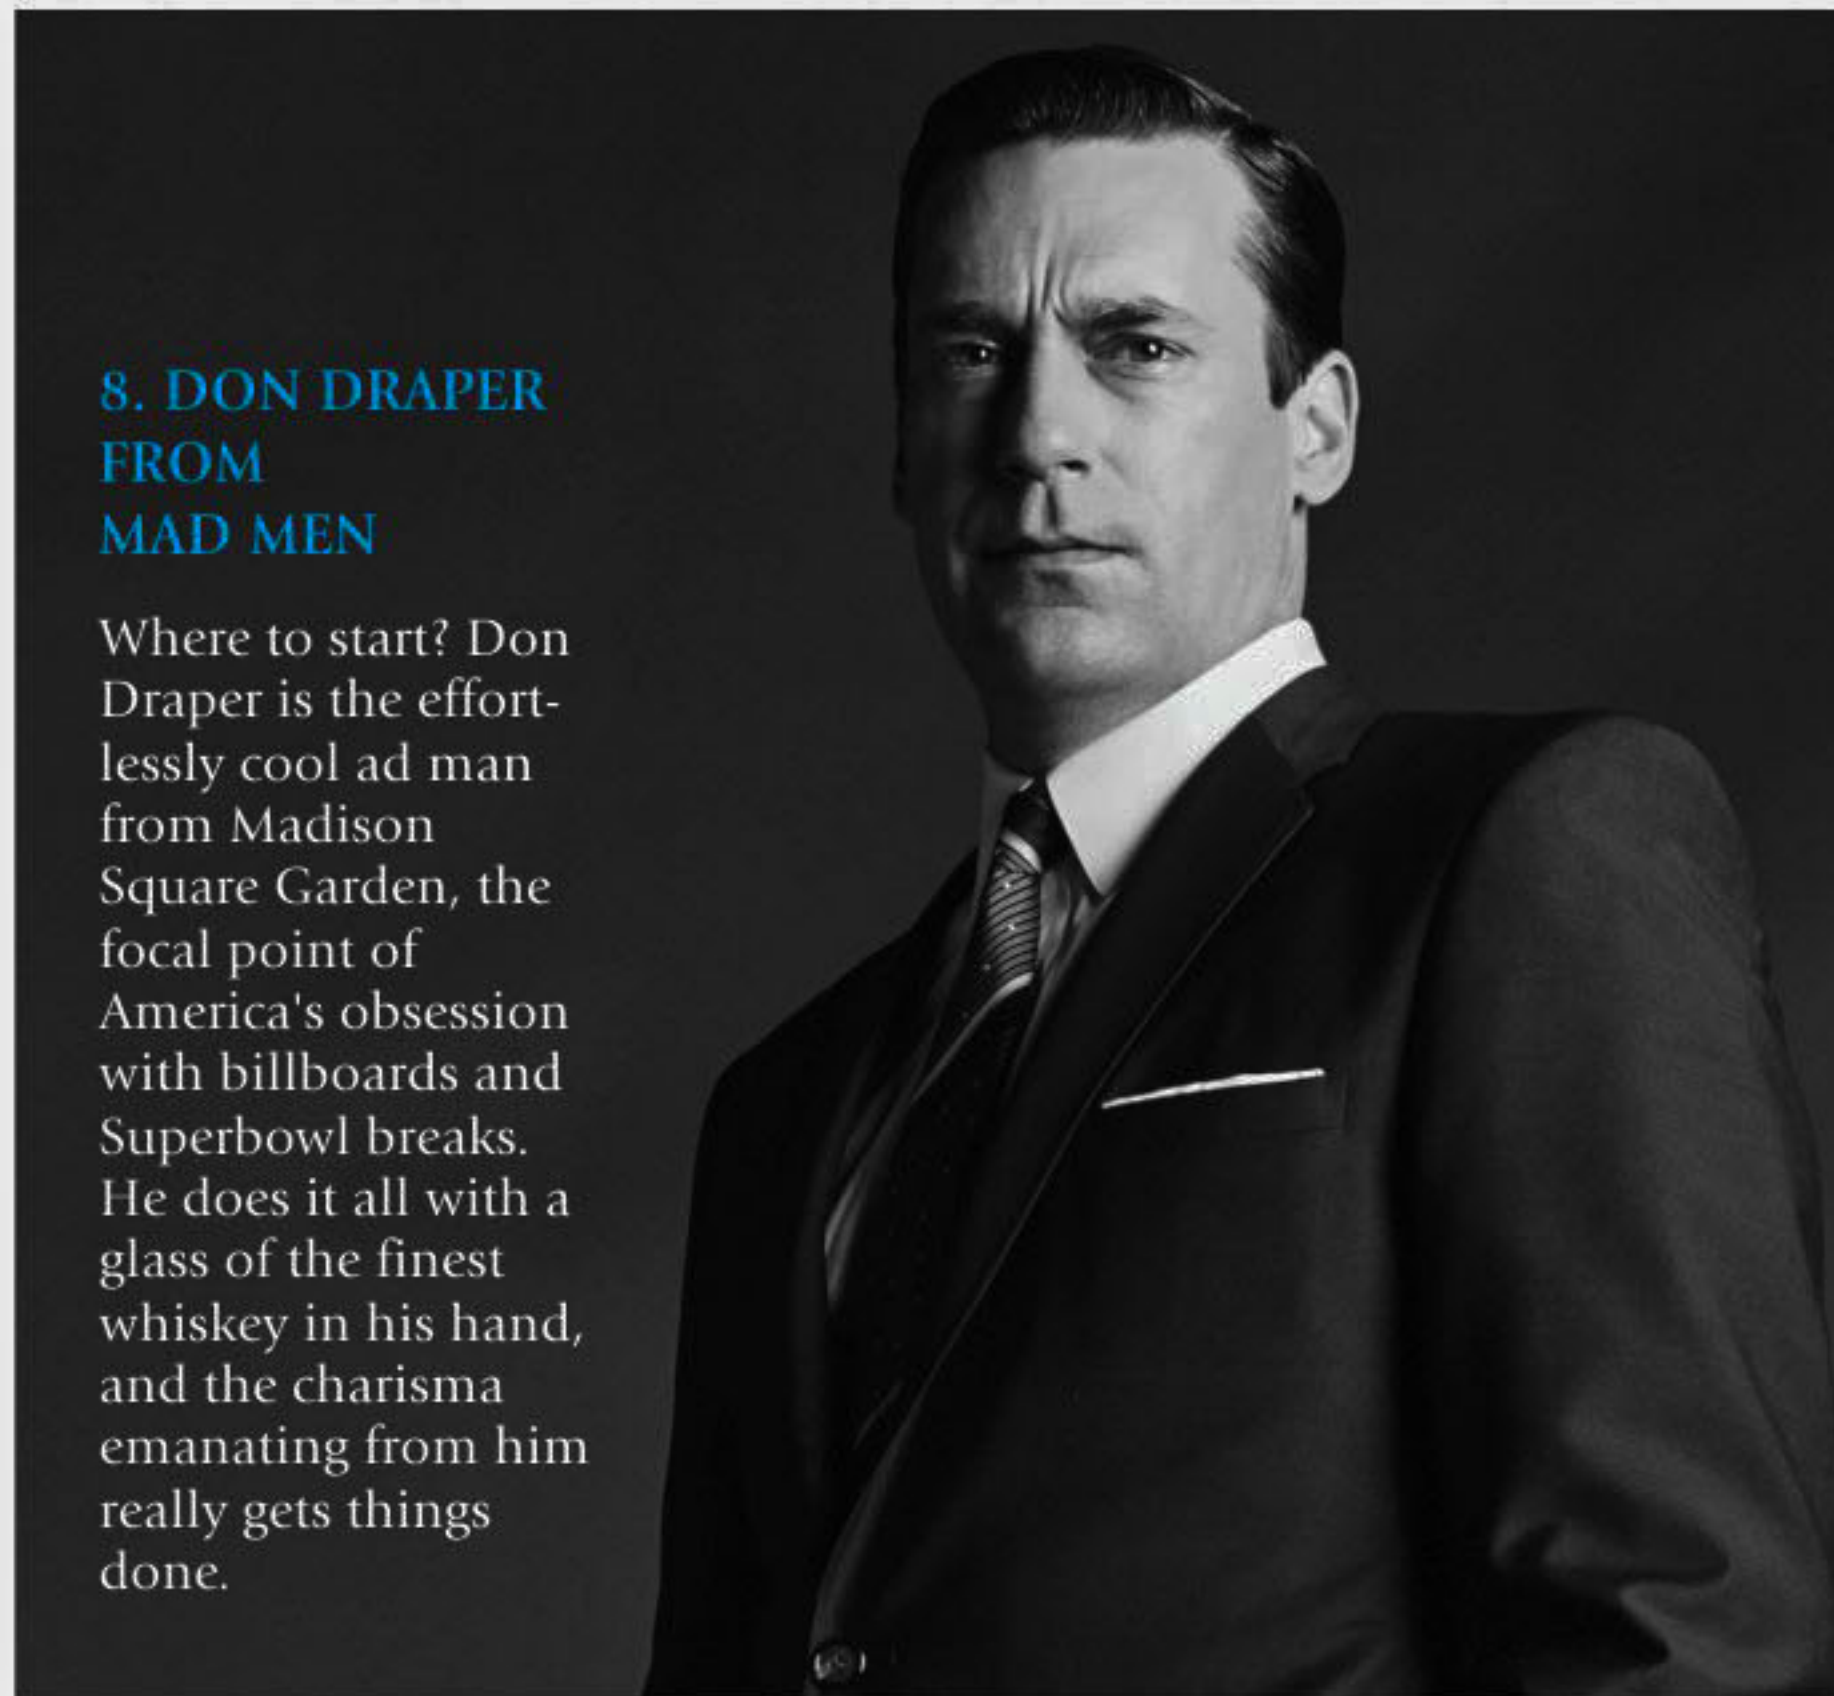 8. DON DRAPER
FROM
MAD MEN
Where to start? Don
Draper is the effort-
lessly cool ad man
from Madison
Square Garden, the
focal point of
America's obsession
with billboards and
Superbowl breaks.
He does it all with a
glass of the finest
whiskey in his hand,
and the charisma
emanating from him
really gets things
done.